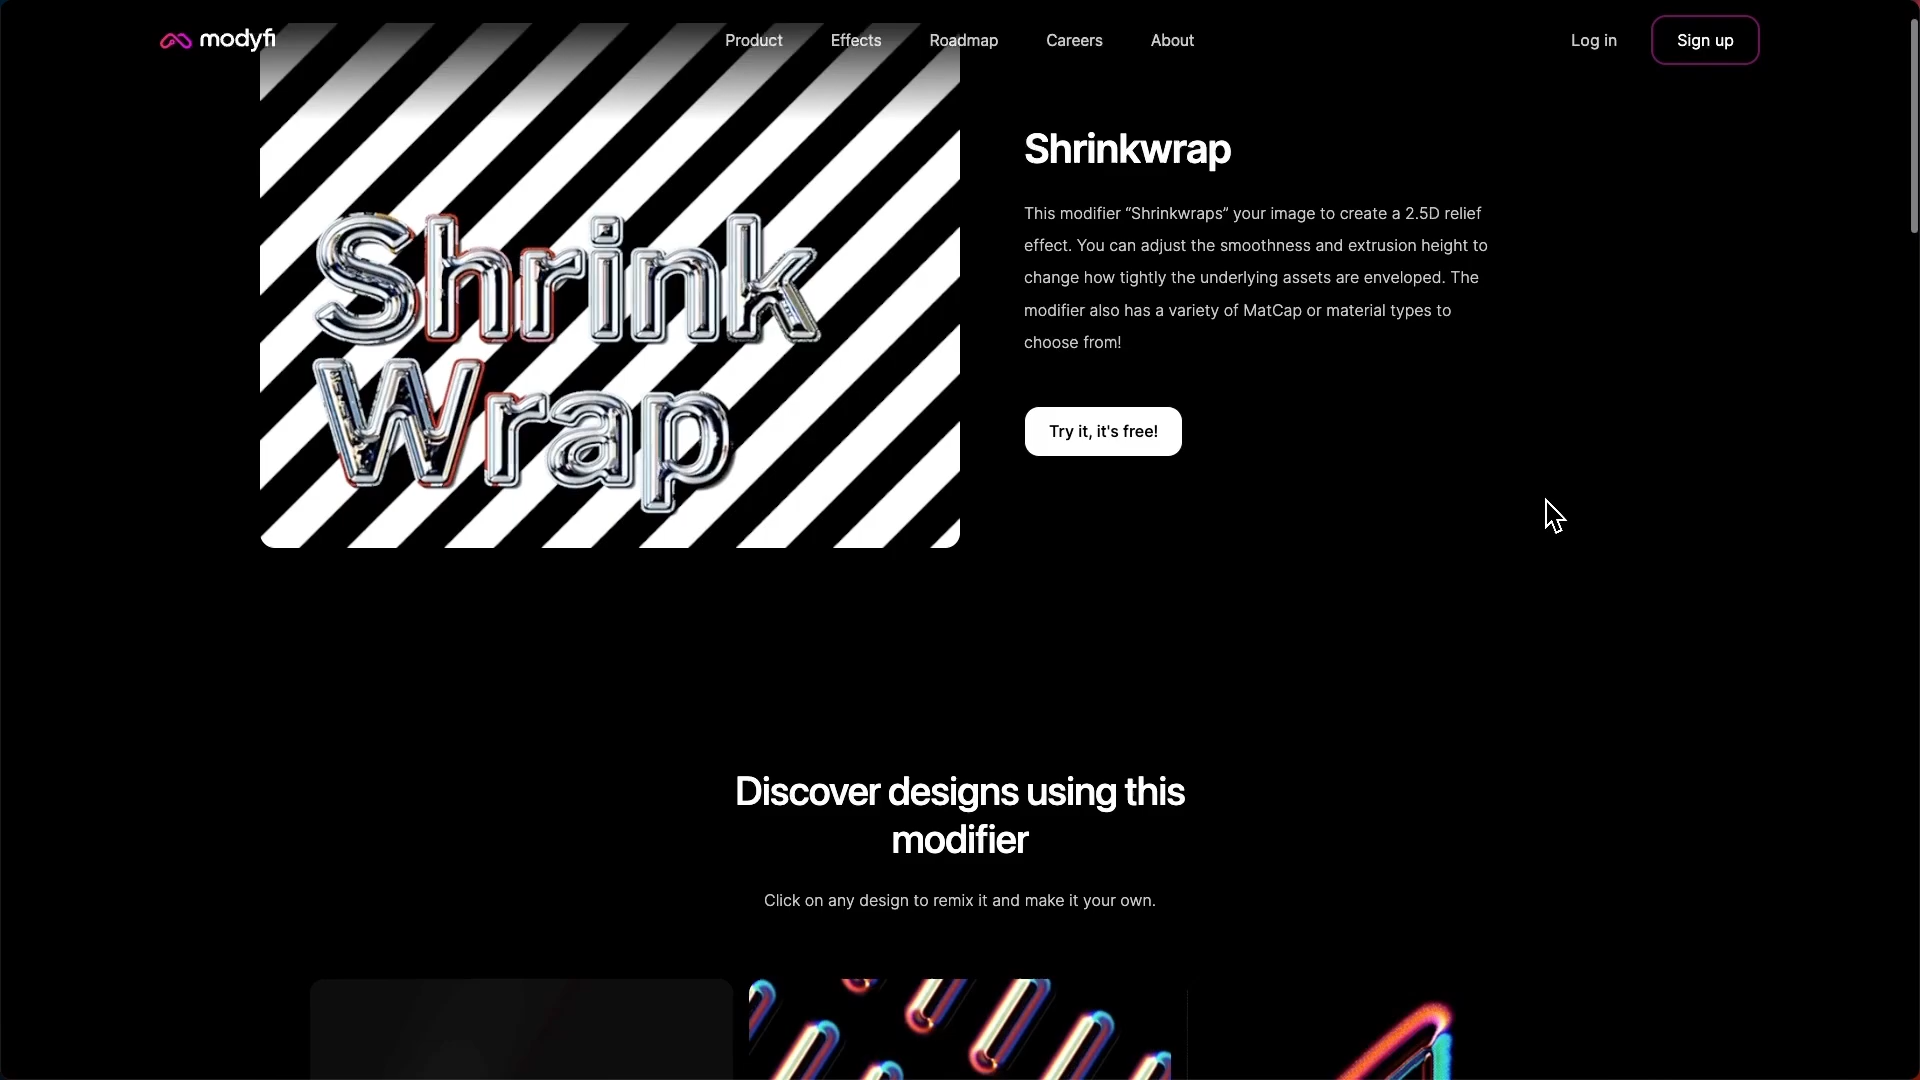 modyfi
Product
Effects
Roadmap
Careers
About
Log in
Sign up
Shrink
Wrap
Shrinkwrap
This modifier “Shrinkwraps” your image to create a 2.5D relief
effect. You can adjust the smoothness and extrusion height to
change how tightly the underlying assets are enveloped. The
modifier also has a variety of MatCap or material types to
choose from!
Try it, it's free!
Discover designs using this
modifier
Click on any design to remix it and make it your own.